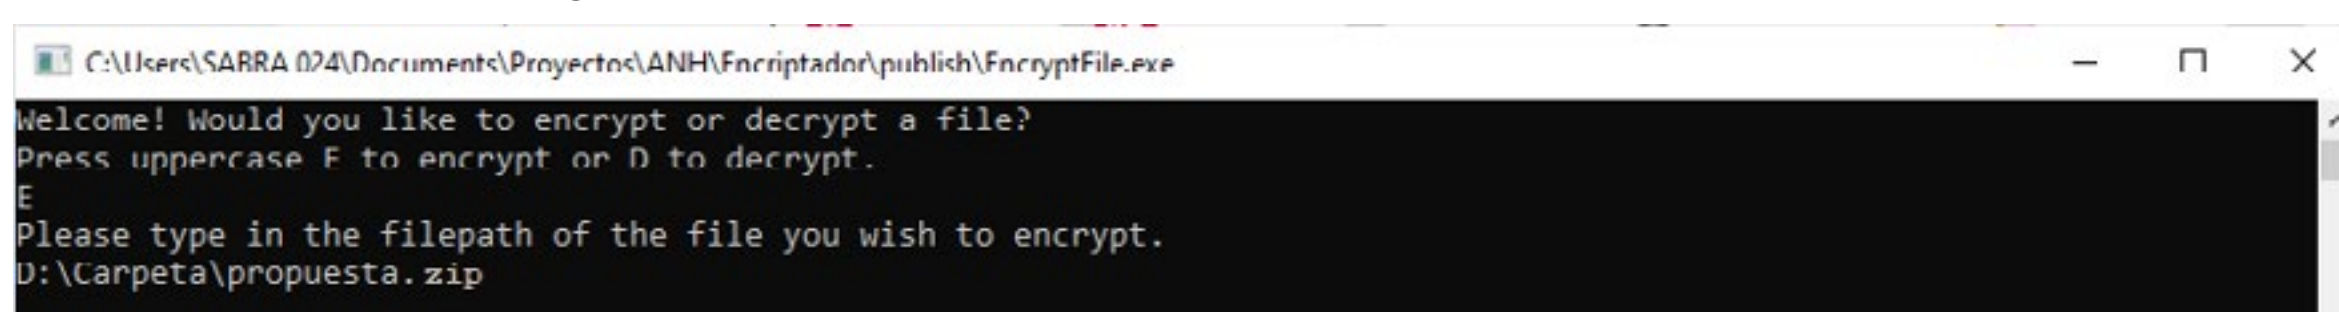 C:\Users\SABRA 024\Documents\Proyectos\ANH\Encriptador\publish\EncryptFile.exe
Welcome! Would you like to encrypt or decrypt a file?
Press uppercase E to encrypt or D to decrypt.
E
Please type in the filepath of the file you wish to encrypt.
D:\Carpeta\propuesta.zip